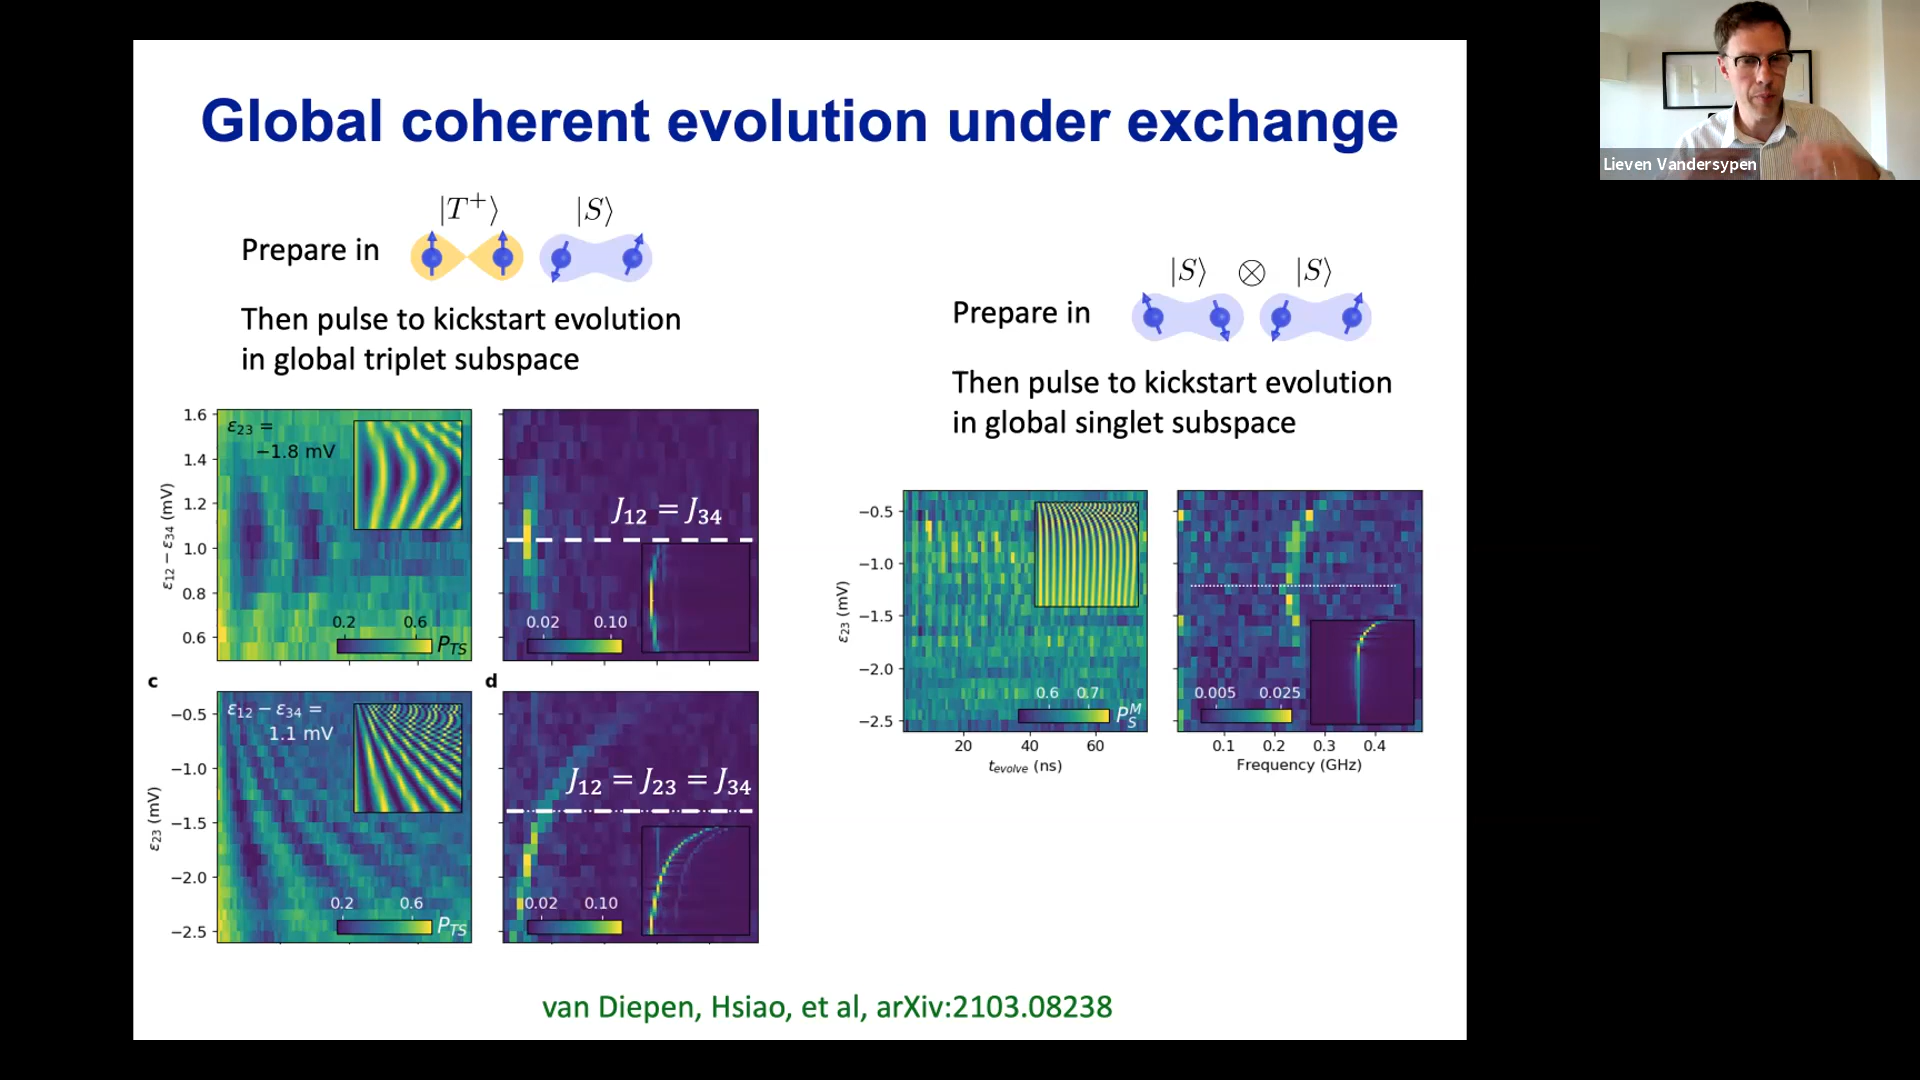 Global coherent evolution under exchange
|T⁺⟩ |S⟩
Prepare in
Then pulse to kickstart evolution
in global triplet subspace
|S⟩ ⊗ |S⟩
Prepare in
Then pulse to kickstart evolution
in global singlet subspace
1.6
1.4
1.2
1.0
0.8
0.6
ε₁₂ − ε₃₄ (mV)
ε₂₃ =
−1.8 mV
0.2 0.6
P_TS
J₁₂ = J₃₄
0.02 0.10
c
−0.5
−1.0
−1.5
−2.0
−2.5
ε₂₃ (mV)
ε₁₂ − ε₃₄ =
1.1 mV
0.2 0.6
P_TS
d
J₁₂ = J₂₃ = J₃₄
0.02 0.10
−0.5
−1.0
−1.5
−2.0
−2.5
ε₂₃ (mV)
0.6 0.7
P_S^M
20 40 60
t_evolve (ns)
0.005 0.025
0.1 0.2 0.3 0.4
Frequency (GHz)
van Diepen, Hsiao, et al, arXiv:2103.08238
Lieven Vandersypen